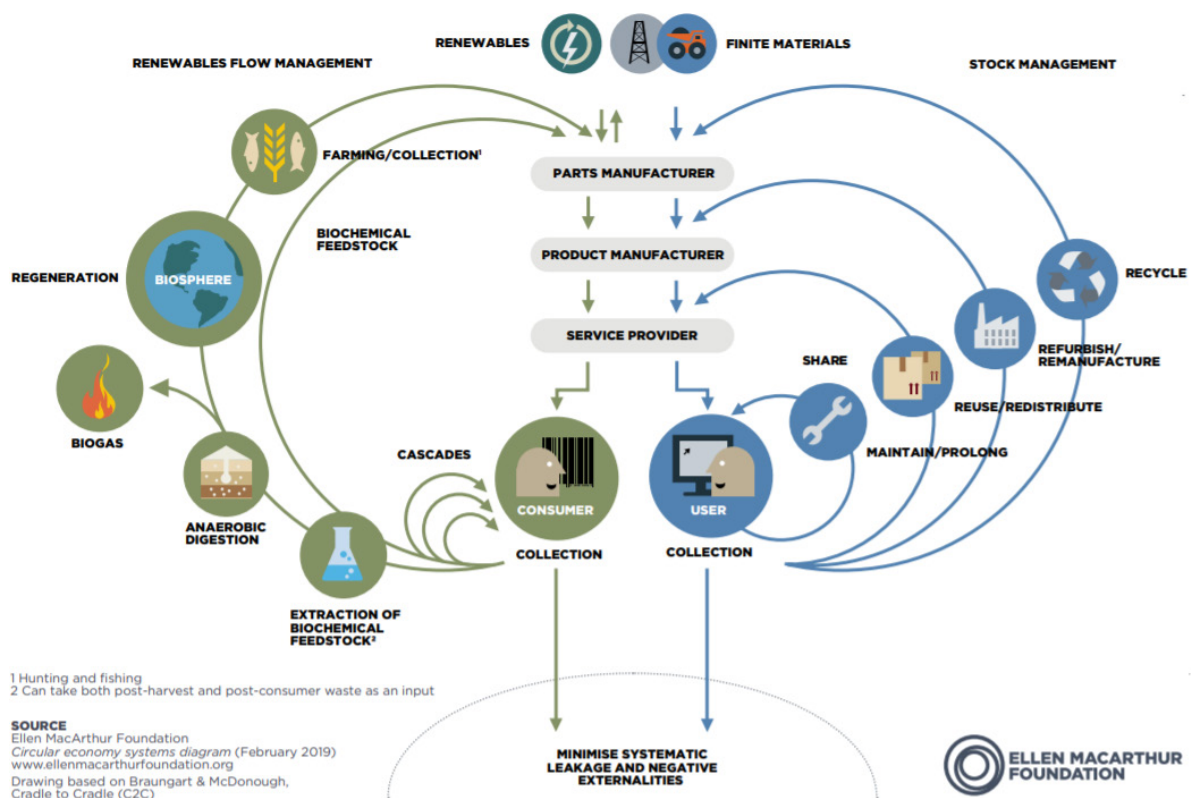 RENEWABLES
FINITE MATERIALS
RENEWABLES FLOW MANAGEMENT
STOCK MANAGEMENT
FARMING/COLLECTION¹
PARTS MANUFACTURER
BIOCHEMICAL
FEEDSTOCK
PRODUCT MANUFACTURER
REGENERATION
BIOSPHERE
RECYCLE
SERVICE PROVIDER
SHARE
REFURBISH/
REMANUFACTURE
REUSE/REDISTRIBUTE
BIOGAS
CASCADES
MAINTAIN/PROLONG
CONSUMER
USER
ANAEROBIC
DIGESTION
COLLECTION
COLLECTION
EXTRACTION OF
BIOCHEMICAL
FEEDSTOCK²
1 Hunting and fishing
2 Can take both post-harvest and post-consumer waste as an input
SOURCE
Ellen MacArthur Foundation
Circular economy systems diagram (February 2019)
www.ellenmacarthurfoundation.org
Drawing based on Braungart & McDonough,
Cradle to Cradle (C2C)
MINIMISE SYSTEMATIC
LEAKAGE AND NEGATIVE
EXTERNALITIES
ELLEN MACARTHUR
FOUNDATION